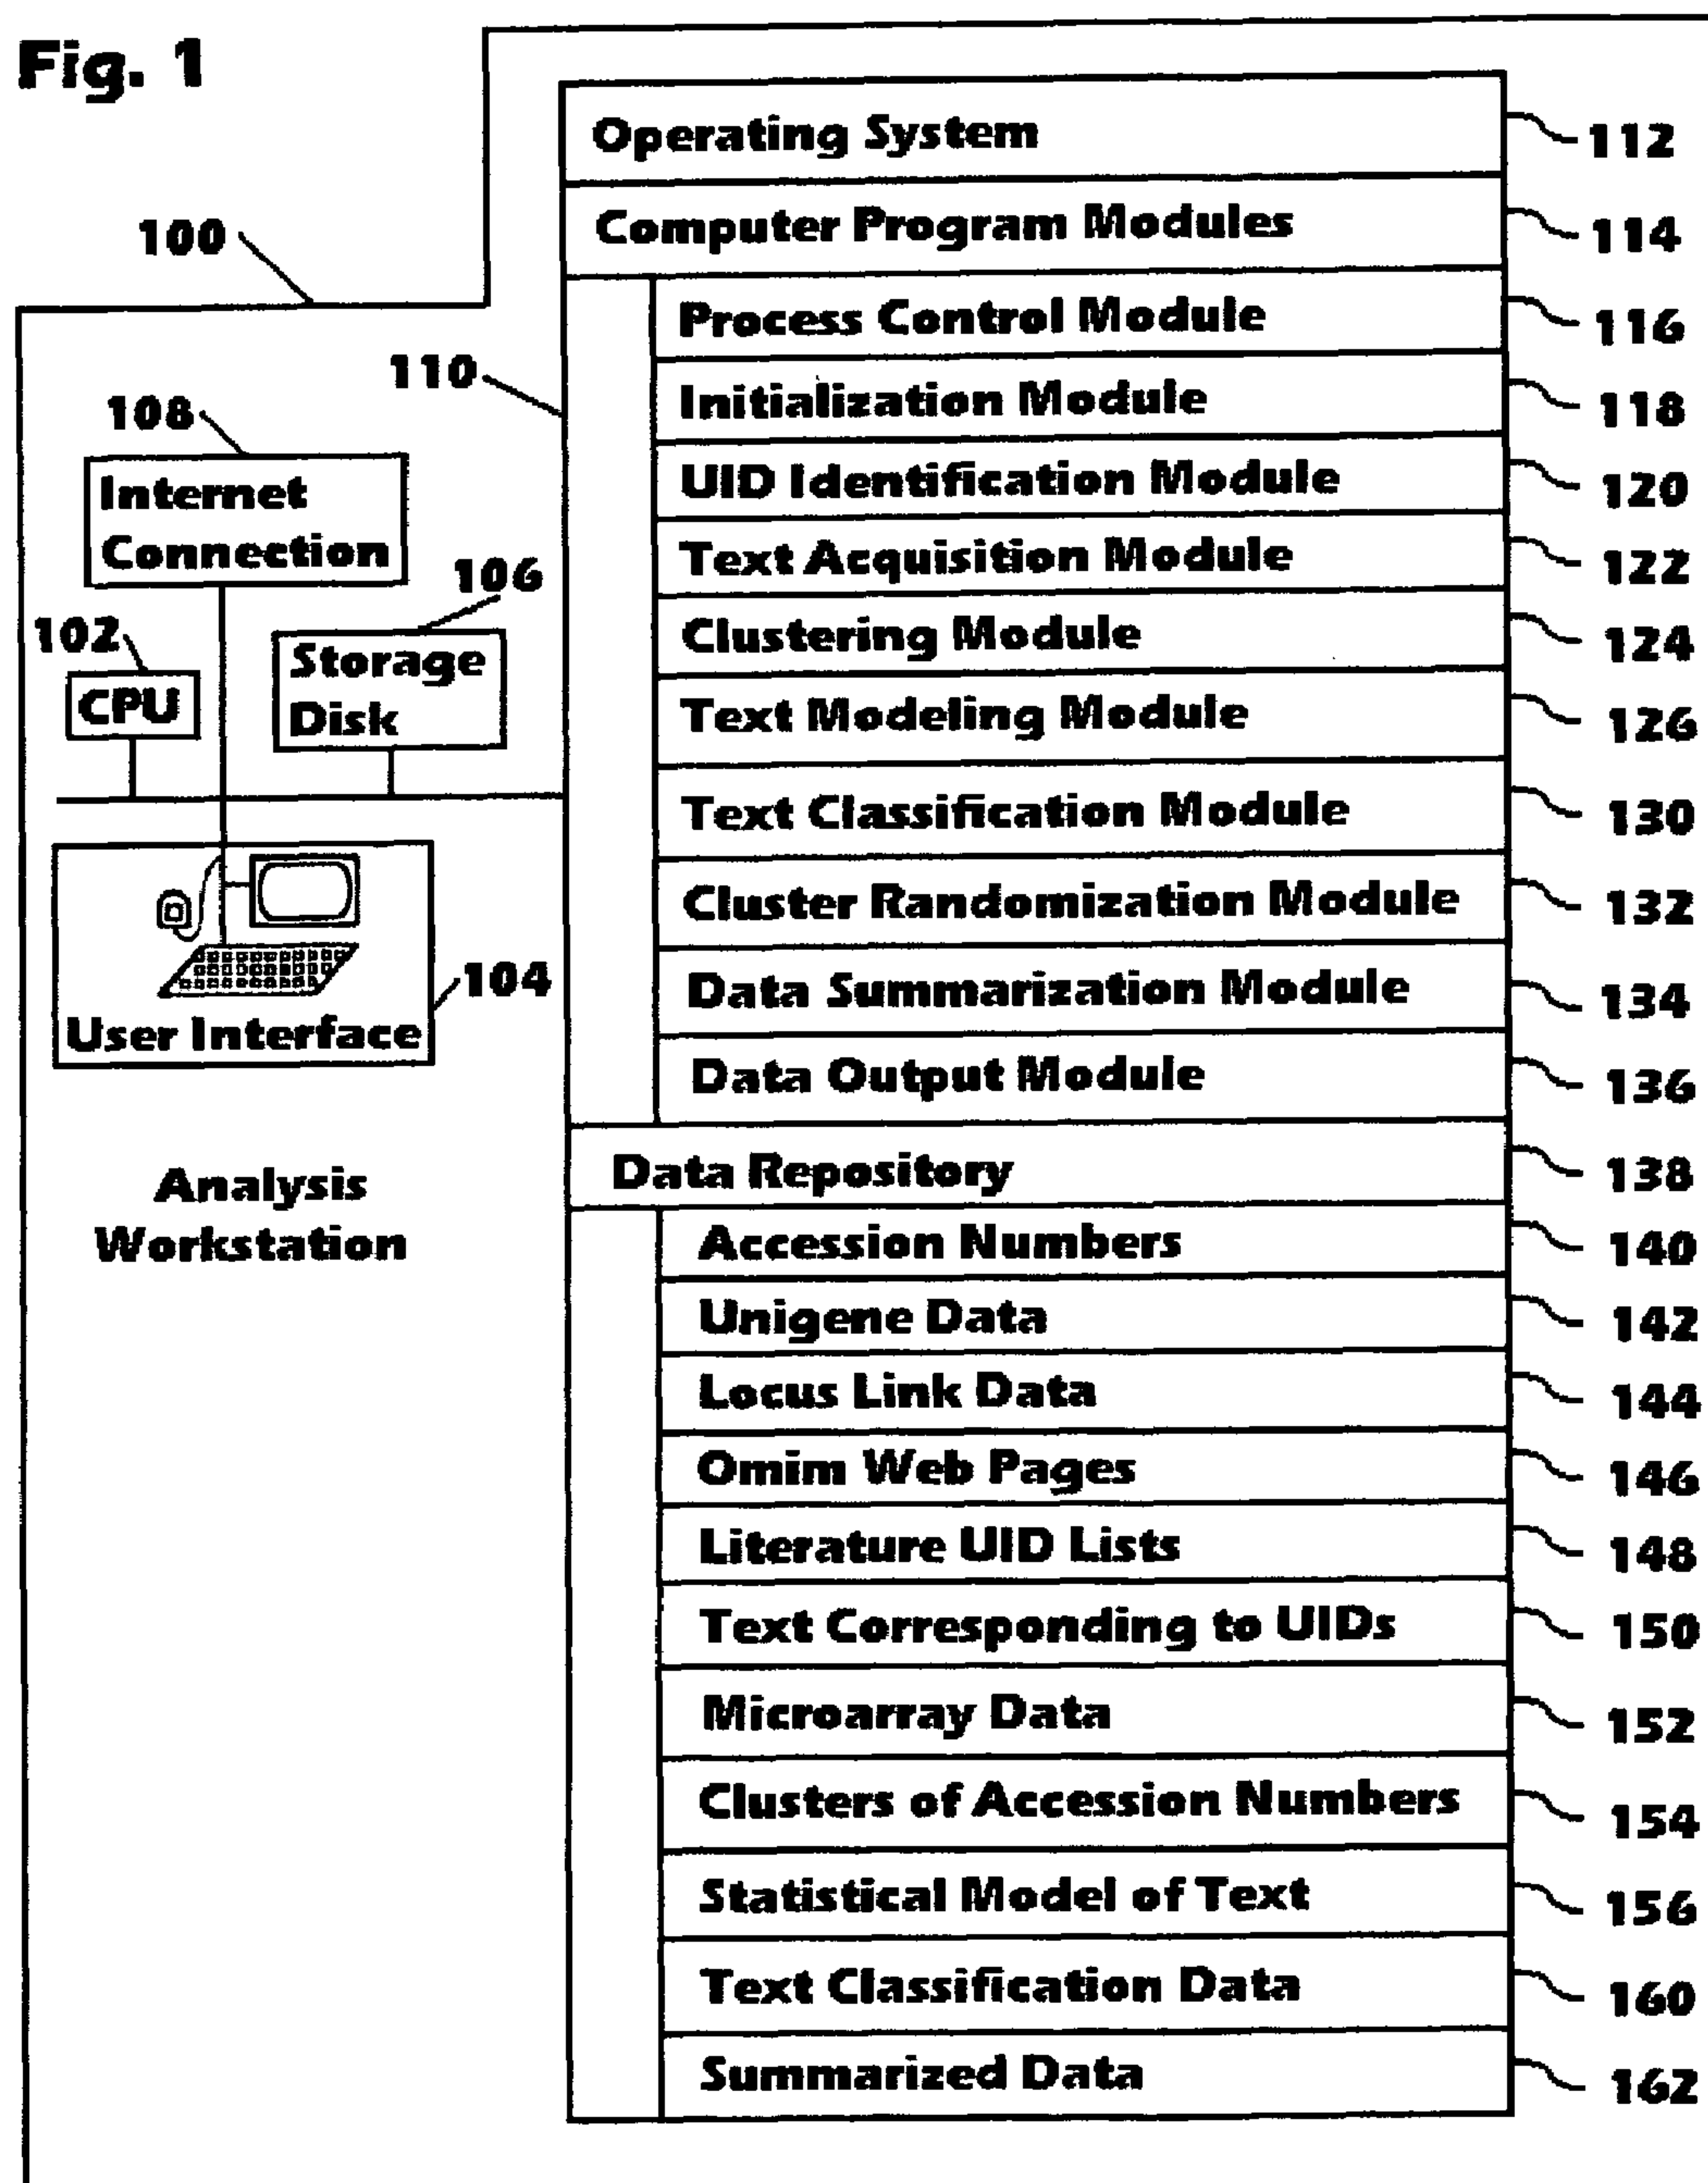 Fig. 1
100
Operating System 112
Computer Program Modules 114
Process Control Module 116
110
Initialization Module 118
108
Internet
Connection
UID Identification Module 120
Text Acquisition Module 122
106
102
CPU
Storage
Disk
Clustering Module 124
Text Modeling Module 126
Text Classification Module 130
Cluster Randomization Module 132
104
User Interface
Data Summarization Module 134
Data Output Module 136
Analysis
Workstation
Data Repository 138
Accession Numbers 140
Unigene Data 142
Locus Link Data 144
Omim Web Pages 146
Literature UID Lists 148
Text Corresponding to UIDs 150
Microarray Data 152
Clusters of Accession Numbers 154
Statistical Model of Text 156
Text Classification Data 160
Summarized Data 162